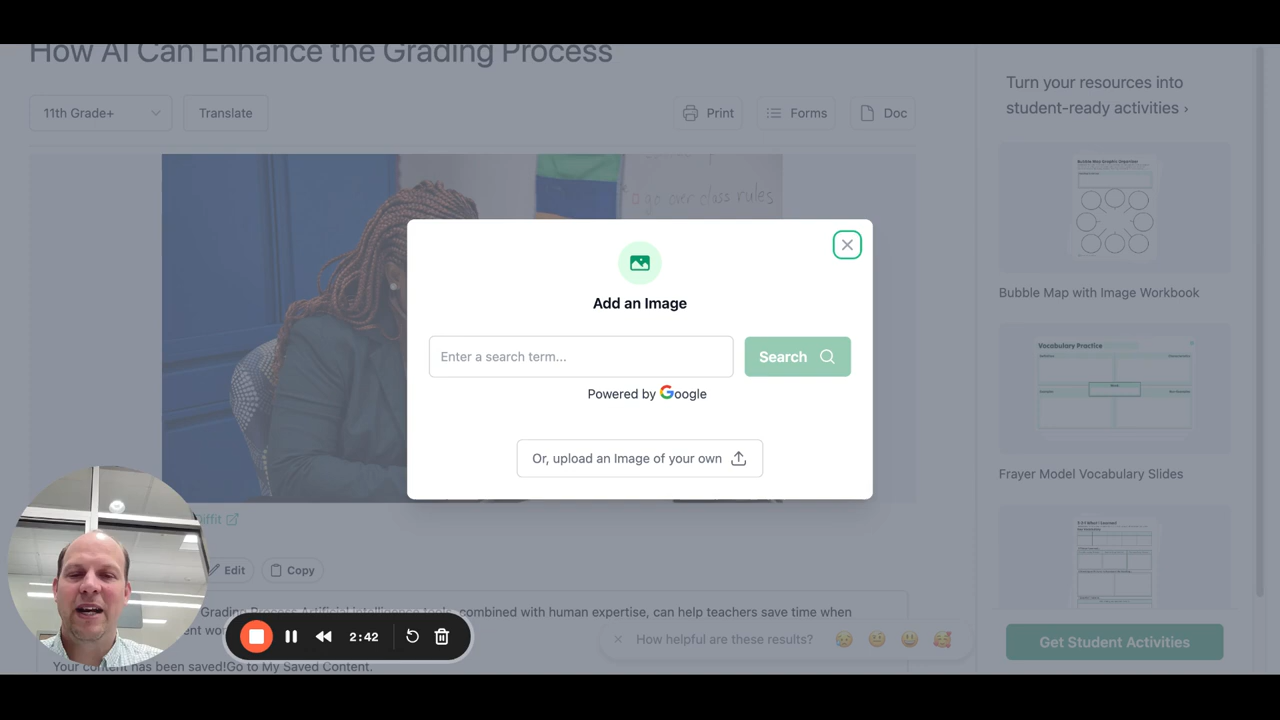 How AI Can Enhance the Grading Process
11th Grade+
Translate
Print
Forms
Doc
Turn your resources into
student-ready activities ›
o go over class rules
Bubble Map Graphic Organizer
Bubble Map with Image Workbook
Add an Image
Enter a search term...
Search
Powered by Google
Or, upload an Image of your own
Vocabulary Practice
Frayer Model Vocabulary Slides
Diffit
Edit
Copy
Grading Process Artificial intelligence tools, combined with human expertise, can help teachers save time when
2:42
How helpful are these results?
Get Student Activities
Your content has been saved!Go to My Saved Content.